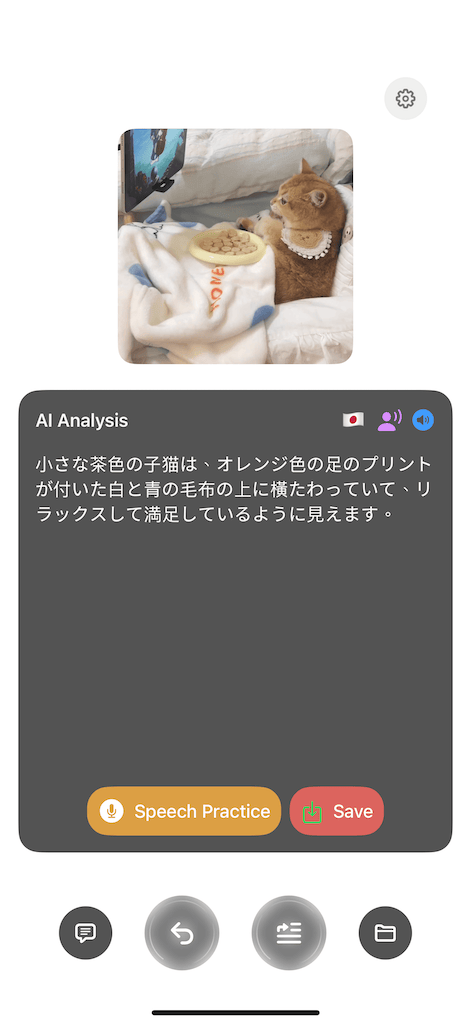 ONE
AI Analysis
小さな茶色の子猫は、オレンジ色の足のプリント
が付いた白と青の毛布の上に横たわっていて、リ
ラックスして満足しているように見えます。
Speech Practice
Save